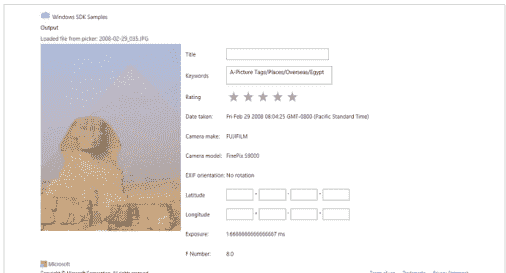 Windows SDK Samples
Output
Loaded file from picker: 2008-02-29_035.JPG
Title
Keywords
A-Picture Tags/Places/Overseas/Egypt
Rating
Date taken: Fri Feb 29 2008 08:04:25 GMT-0800 (Pacific Standard Time)
Camera make: FUJIFILM
Camera model: FinePix S9000
EXIF orientation: No rotation
Latitude
Longitude
Exposure: 1.6666666666666667 ms
F Number: 8.0
Microsoft